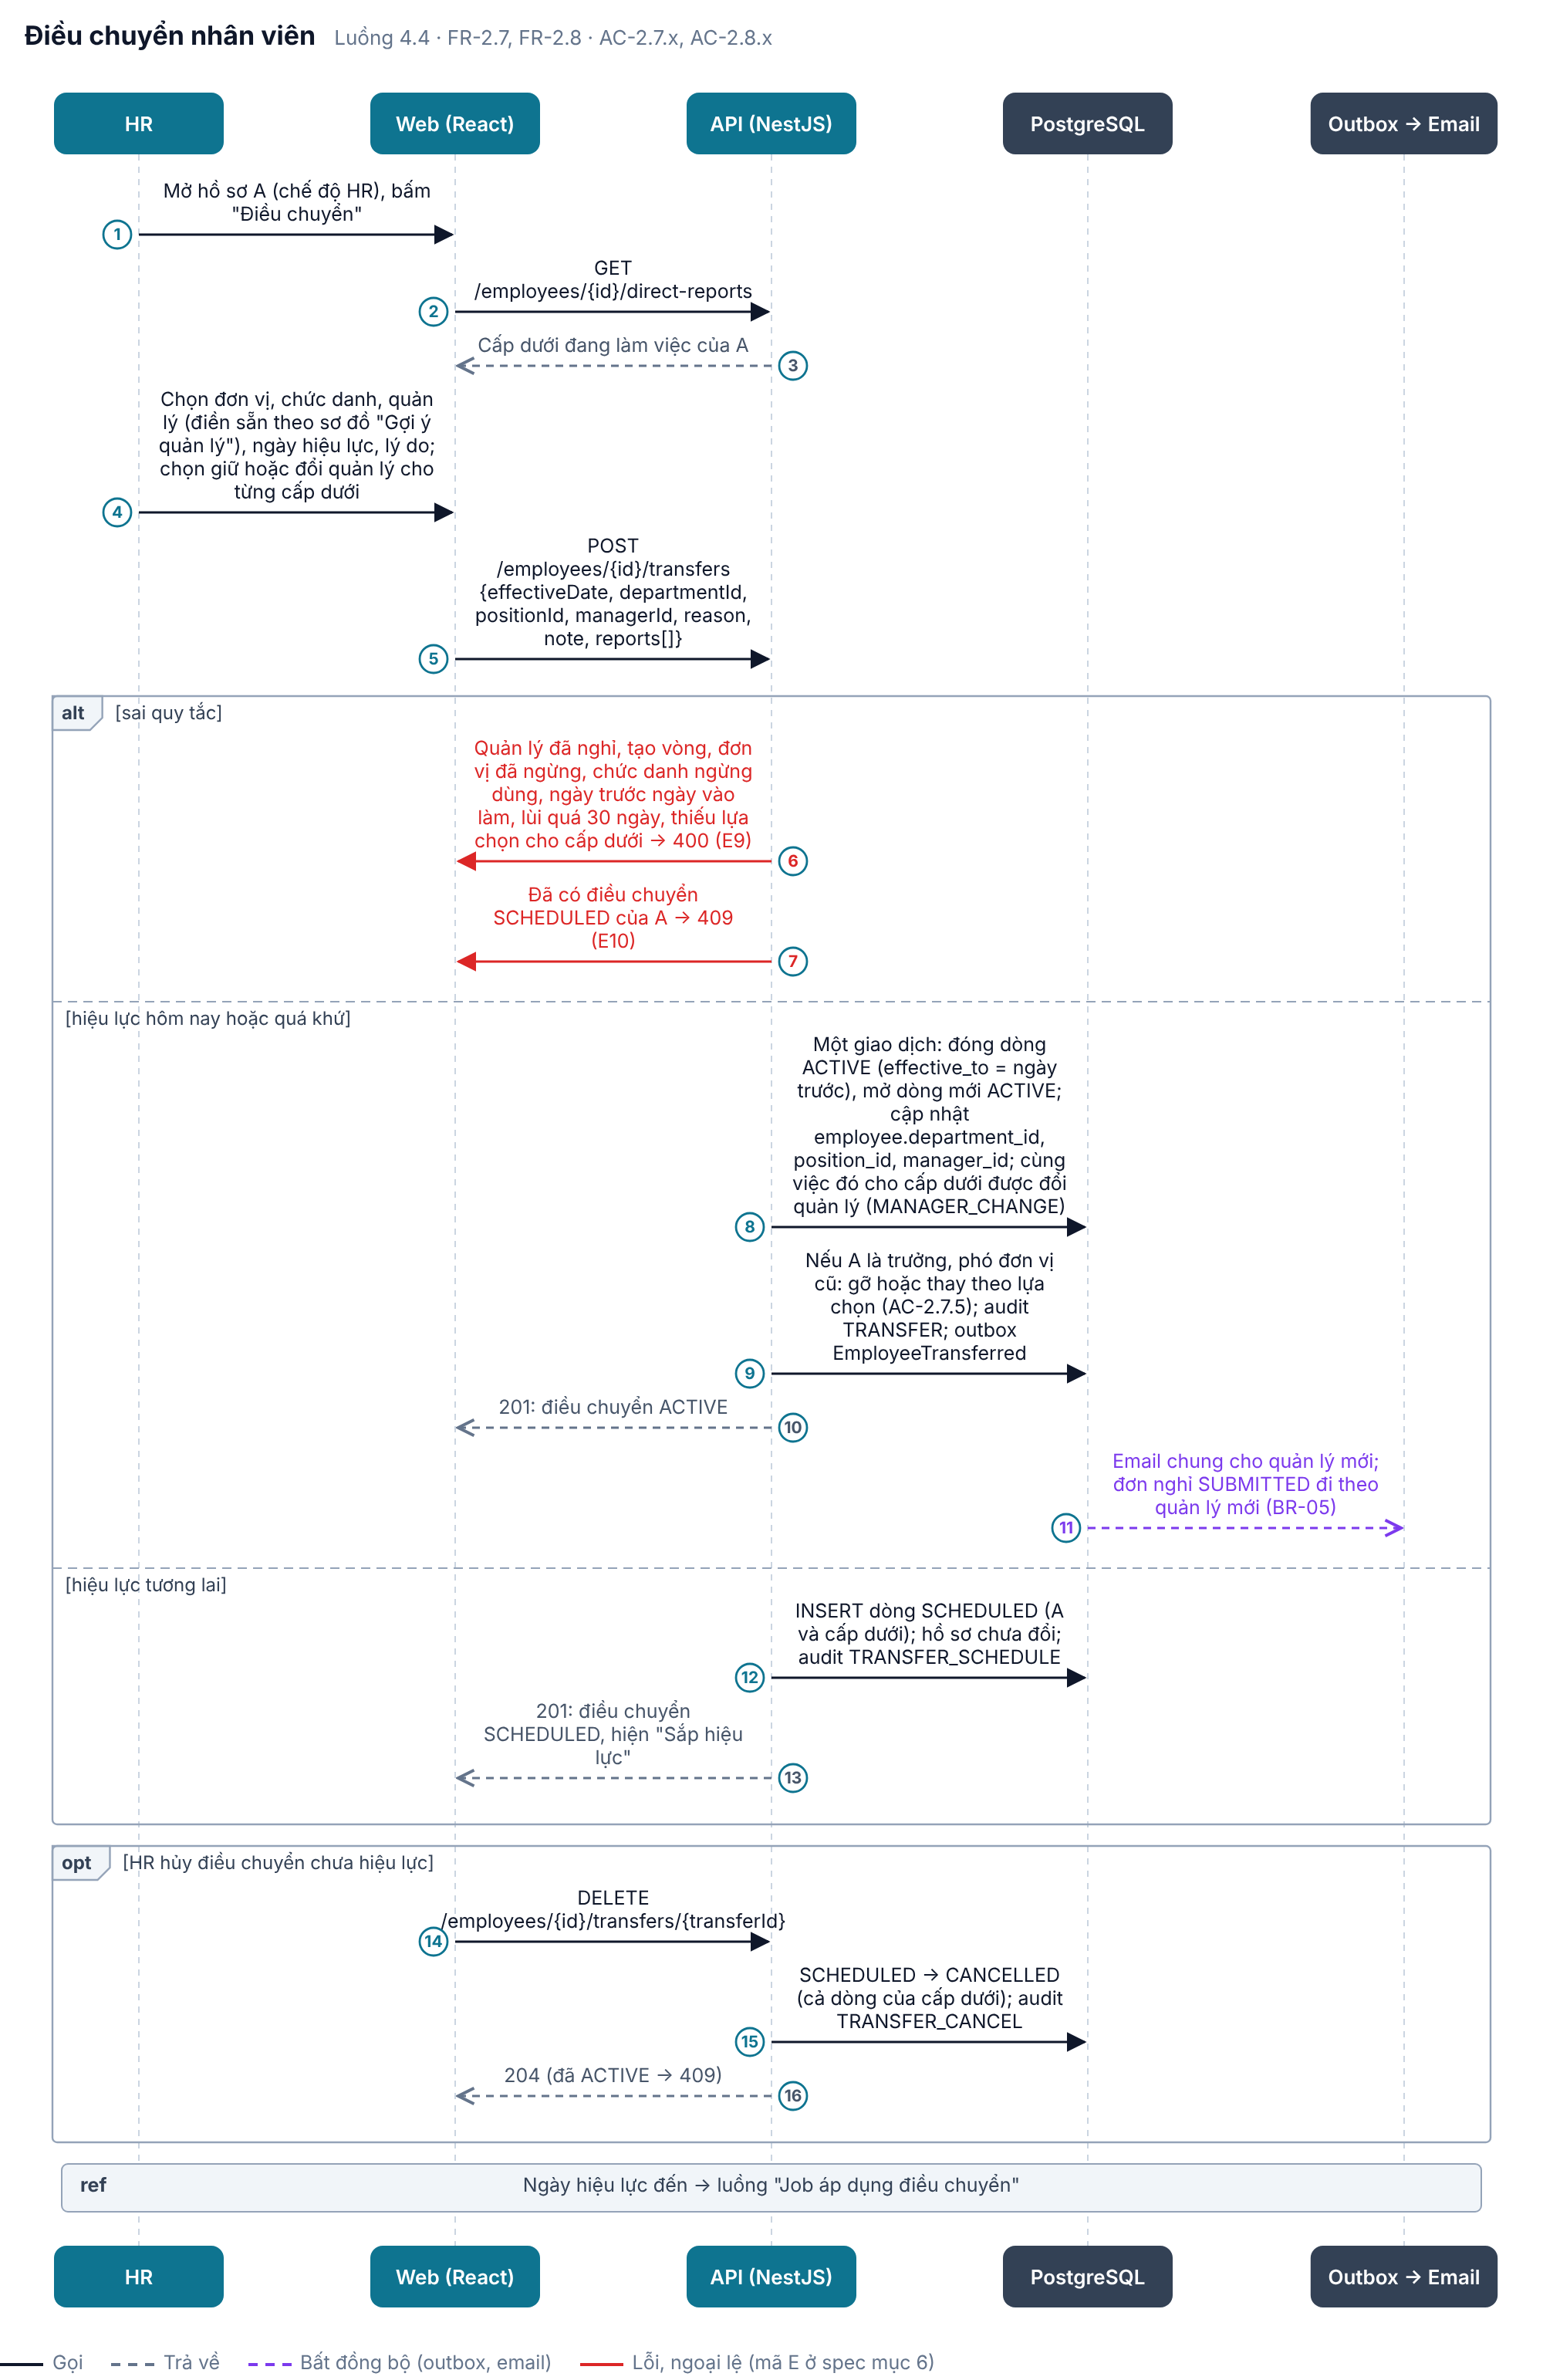 Điều chuyển nhân viên Luồng 4.4 · FR-2.7, FR-2.8 · AC-2.7.x, AC-2.8.x
HR
Web (React)
API (NestJS)
PostgreSQL
Outbox → Email
Mở hồ sơ A (chế độ HR), bấm
"Điều chuyển"
1
GET
/employees/{id}/direct-reports
2
Cấp dưới đang làm việc của A
3
Chọn đơn vị, chức danh, quản
lý (điền sẵn theo sơ đồ "Gợi ý
quản lý"), ngày hiệu lực, lý do;
chọn giữ hoặc đổi quản lý cho
từng cấp dưới
4
POST
/employees/{id}/transfers
{effectiveDate, departmentId,
positionId, managerId, reason,
note, reports[]}
5
alt [sai quy tắc]
Quản lý đã nghỉ, tạo vòng, đơn
vị đã ngừng, chức danh ngừng
dùng, ngày trước ngày vào
làm, lùi quá 30 ngày, thiếu lựa
chọn cho cấp dưới → 400 (E9)
6
Đã có điều chuyển
SCHEDULED của A → 409
(E10)
7
[hiệu lực hôm nay hoặc quá khứ]
Một giao dịch: đóng dòng
ACTIVE (effective_to = ngày
trước), mở dòng mới ACTIVE;
cập nhật
employee.department_id,
position_id, manager_id; cùng
việc đó cho cấp dưới được đổi
quản lý (MANAGER_CHANGE)
8
Nếu A là trưởng, phó đơn vị
cũ: gỡ hoặc thay theo lựa
chọn (AC-2.7.5); audit
TRANSFER; outbox
EmployeeTransferred
9
201: điều chuyển ACTIVE
10
Email chung cho quản lý mới;
đơn nghỉ SUBMITTED đi theo
quản lý mới (BR-05)
11
[hiệu lực tương lai]
INSERT dòng SCHEDULED (A
và cấp dưới); hồ sơ chưa đổi;
audit TRANSFER_SCHEDULE
12
201: điều chuyển
SCHEDULED, hiện "Sắp hiệu
lực"
13
opt [HR hủy điều chuyển chưa hiệu lực]
DELETE
/employees/{id}/transfers/{transferId}
14
SCHEDULED → CANCELLED
(cả dòng của cấp dưới); audit
TRANSFER_CANCEL
15
204 (đã ACTIVE → 409)
16
ref Ngày hiệu lực đến → luồng "Job áp dụng điều chuyển"
HR
Web (React)
API (NestJS)
PostgreSQL
Outbox → Email
Gọi
Trả về
Bất đồng bộ (outbox, email)
Lỗi, ngoại lệ (mã E ở spec mục 6)